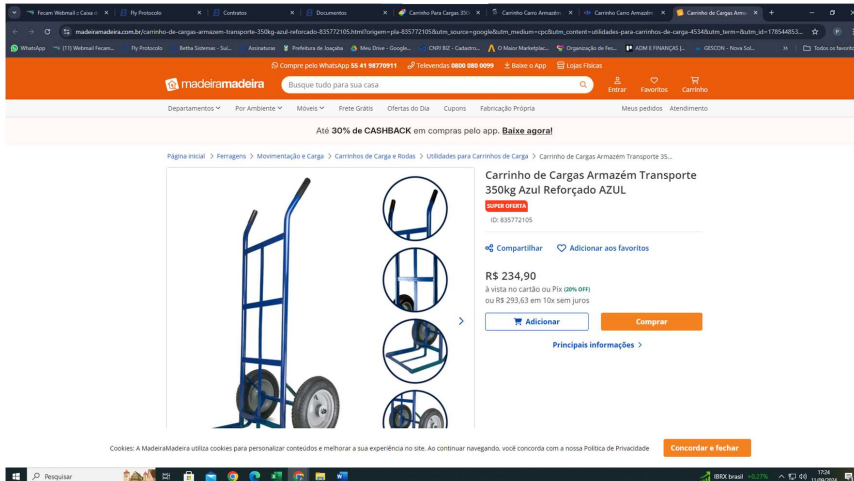 Fecam Webmail :: Caixa d
Fly Protocolo
Contratos
Documentos
Carrinho Para Cargas 350
Carrinho Carro Armazém
Carrinho Carro Armazém
Carrinho de Cargas Arma
madeiramadeira.com.br/carrinho-de-cargas-armazem-transporte-350kg-azul-reforcado-835772105.html?origem=pla-835772105&utm_source=google&utm_medium=cpc&utm_content=utilidades-para-carrinhos-de-carga-4534&utm_term=&utm_id=178544853...
WhatsApp
(11) Webmail Fecam...
Fly Protocolo
Betha Sistemas - Sui...
Assinaturas
Prefeitura de Joaçaba
Meu Drive - Google...
CNPJ BIZ - Cadastro...
O Maior Marketplac...
Organização de Fes...
ADM E FINANÇAS |...
GESCON - Nova Sol...
Todos os favoritos
Compre pelo WhatsApp 55 41 98770911
Televendas 0800 080 0099
Baixe o App
Lojas Físicas
madeiramadeira
Busque tudo para sua casa
Entrar
Favoritos
Carrinho
Departamentos
Por Ambiente
Móveis
Frete Grátis
Ofertas do Dia
Cupons
Fabricação Própria
Meus pedidos
Atendimento
Até 30% de CASHBACK em compras pelo app. Baixe agora!
Página inicial > Ferragens > Movimentação e Carga > Carrinhos de Carga e Rodas > Utilidades para Carrinhos de Carga > Carrinho de Cargas Armazém Transporte 35...
Carrinho de Cargas Armazém Transporte
350kg Azul Reforçado AZUL
SUPER OFERTA
ID: 835772105
Compartilhar
Adicionar aos favoritos
R$ 234,90
à vista no cartão ou Pix (20% OFF)
ou R$ 293,63 em 10x sem juros
Adicionar
Comprar
Principais informações >
Cookies: A MadeiraMadeira utiliza cookies para personalizar conteúdos e melhorar a sua experiência no site. Ao continuar navegando, você concorda com a nossa Política de Privacidade
Concordar e fechar
Pesquisar
IBRX brasil +0,27%
17:24
11/09/2024